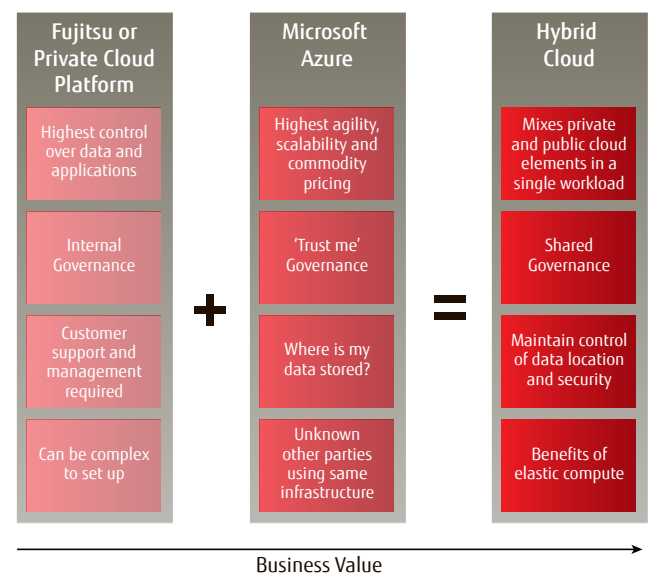 Fujitsu or
Private Cloud
Platform
Highest control
over data and
applications
Internal
Governance
Customer
support and
management
required
Can be complex
to set up
+
Microsoft
Azure
Highest agility,
scalability and
commodity
pricing
‘Trust me’
Governance
Where is my
data stored?
Unknown
other parties
using same
infrastructure
=
Hybrid
Cloud
Mixes private
and public cloud
elements in a
single workload
Shared
Governance
Maintain control
of data location
and security
Benefits of
elastic compute
Business Value